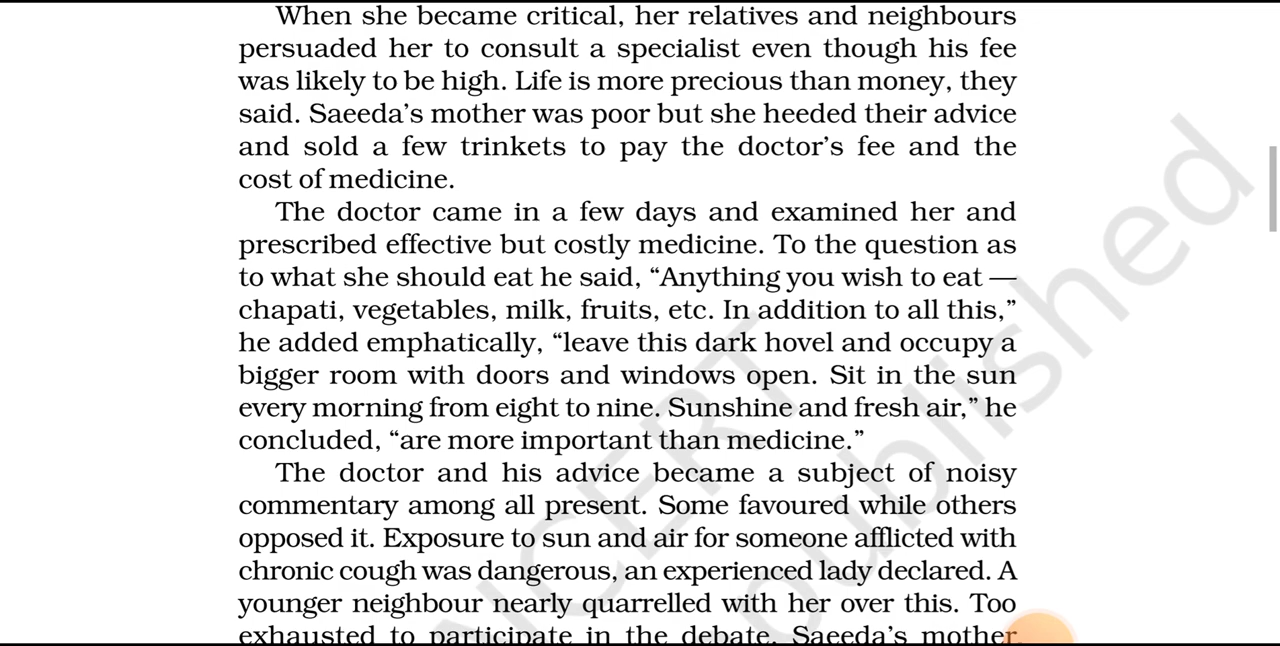 When she became critical, her relatives and neighbours
persuaded her to consult a specialist even though his fee
was likely to be high. Life is more precious than money, they
said. Saeeda’s mother was poor but she heeded their advice
and sold a few trinkets to pay the doctor’s fee and the
cost of medicine.
The doctor came in a few days and examined her and
prescribed effective but costly medicine. To the question as
to what she should eat he said, “Anything you wish to eat —
chapati, vegetables, milk, fruits, etc. In addition to all this,”
he added emphatically, “leave this dark hovel and occupy a
bigger room with doors and windows open. Sit in the sun
every morning from eight to nine. Sunshine and fresh air,” he
concluded, “are more important than medicine.”
The doctor and his advice became a subject of noisy
commentary among all present. Some favoured while others
opposed it. Exposure to sun and air for someone afflicted with
chronic cough was dangerous, an experienced lady declared. A
younger neighbour nearly quarrelled with her over this. Too
exhausted to participate in the debate, Saeeda’s mother
NCERT
published